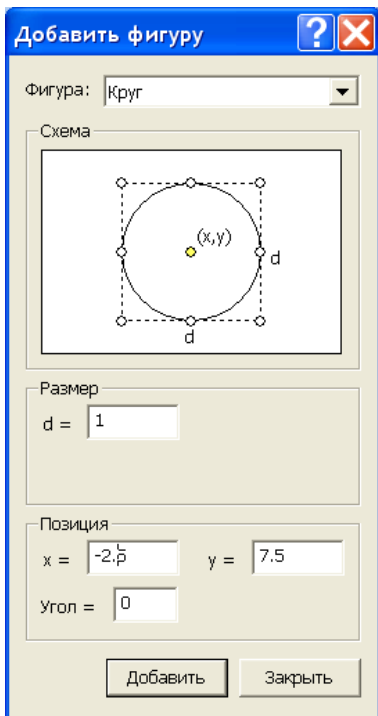 Добавить фигуру
Фигура: Круг
Схема
(x,y)
d
d
Размер
d = 1
Позиция
x = y = 7.5
Угол = 0
Добавить Закрыть